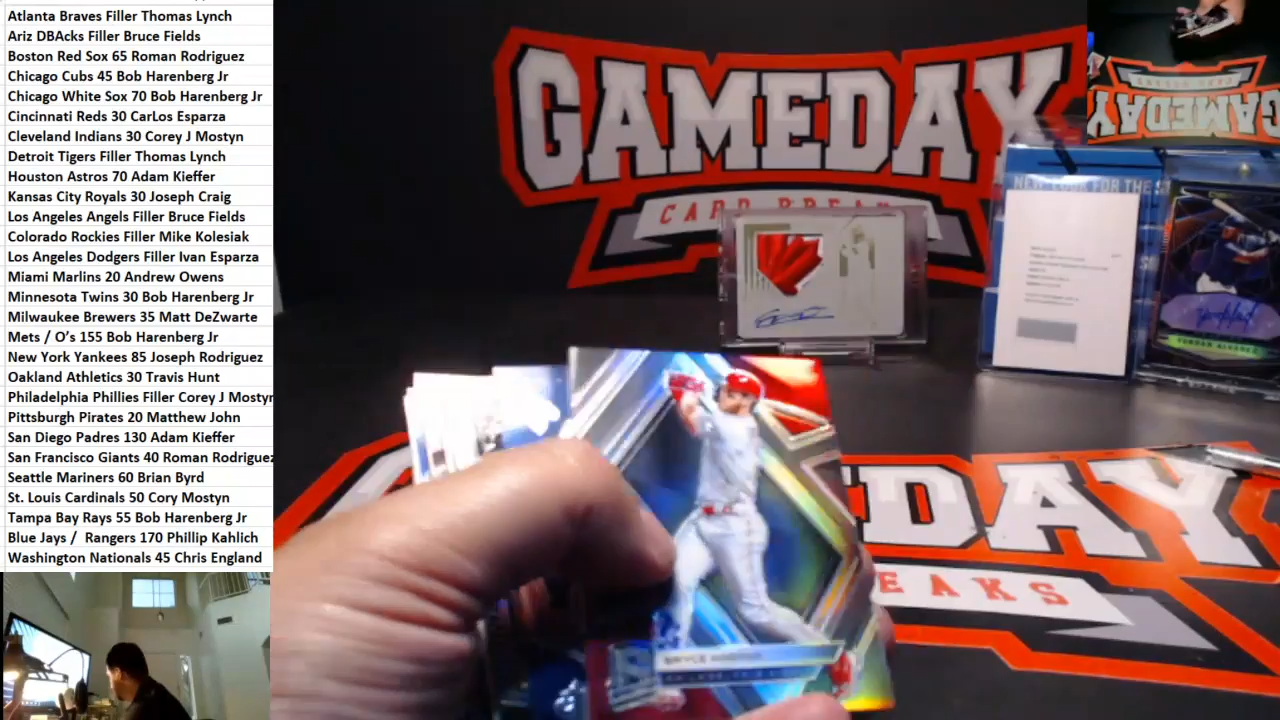 Atlanta Braves Filler Thomas Lynch
Ariz DBAcks Filler Bruce Fields
Boston Red Sox 65 Roman Rodriguez
Chicago Cubs 45 Bob Harenberg Jr
Chicago White Sox 70 Bob Harenberg Jr
Cincinnati Reds 30 CarLos Esparza
Cleveland Indians 30 Corey J Mostyn
Detroit Tigers Filler Thomas Lynch
Houston Astros 70 Adam Kieffer
Kansas City Royals 30 Joseph Craig
Los Angeles Angels Filler Bruce Fields
Colorado Rockies Filler Mike Kolesiak
Los Angeles Dodgers Filler Ivan Esparza
Miami Marlins 20 Andrew Owens
Minnesota Twins 30 Bob Harenberg Jr
Milwaukee Brewers 35 Matt DeZwarte
Mets / O's 155 Bob Harenberg Jr
New York Yankees 85 Joseph Rodriguez
Oakland Athletics 30 Travis Hunt
Philadelphia Phillies Filler Corey J Mostyn
Pittsburgh Pirates 20 Matthew John
San Diego Padres 130 Adam Kieffer
San Francisco Giants 40 Roman Rodriguez
Seattle Mariners 60 Brian Byrd
St. Louis Cardinals 50 Cory Mostyn
Tampa Bay Rays 55 Bob Harenberg Jr
Blue Jays / Rangers 170 Phillip Kahlich
Washington Nationals 45 Chris England
GAMEDAY
CARD BREA
NEW LOOK FOR THE
YORDAN ALVAREZ
BRYCE
DAY
EAKS
GAMEDAY